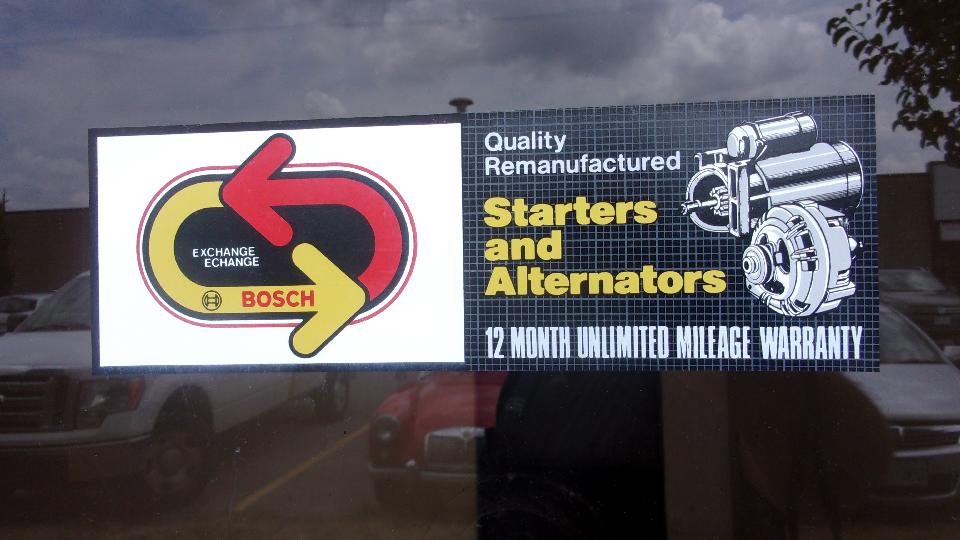 EXCHANGE
ECHANGE
BOSCH
Quality
Remanufactured
Starters
and
Alternators
12 MONTH UNLIMITED MILEAGE WARRANTY